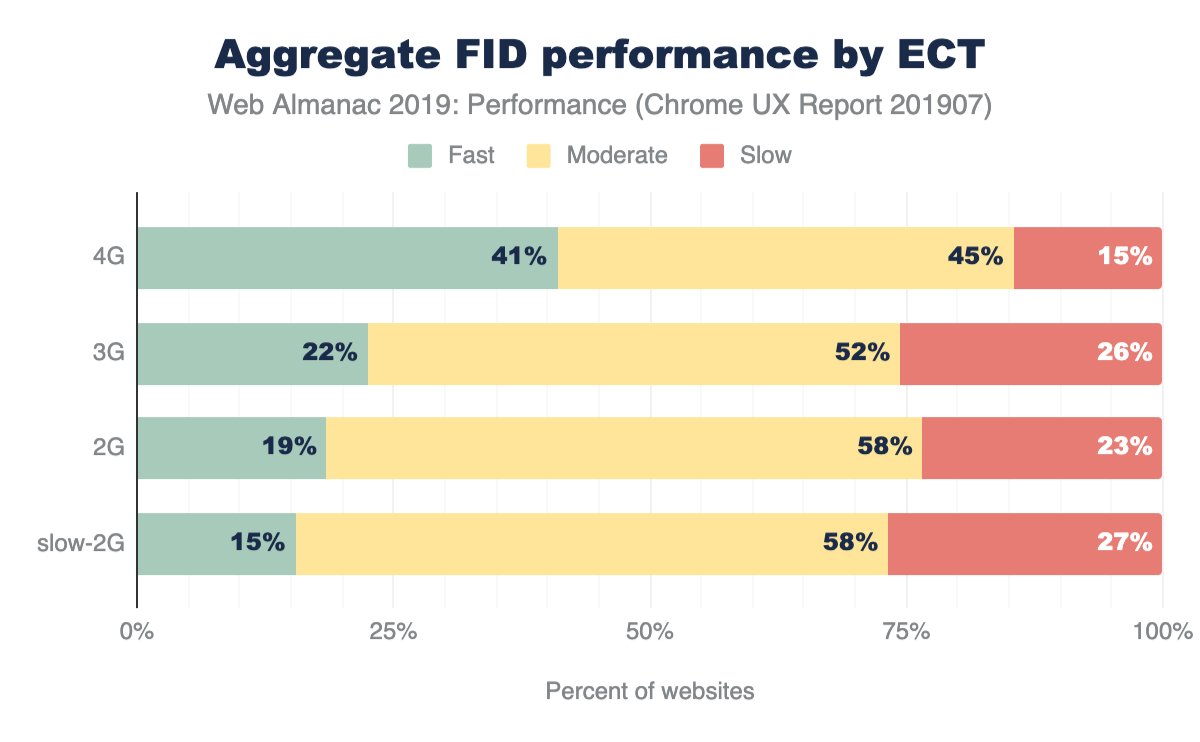 Aggregate FID performance by ECT
Web Almanac 2019: Performance (Chrome UX Report 201907)
Fast Moderate Slow
4G 41% 45% 15%
3G 22% 52% 26%
2G 19% 58% 23%
slow-2G 15% 58% 27%
0% 25% 50% 75% 100%
Percent of websites